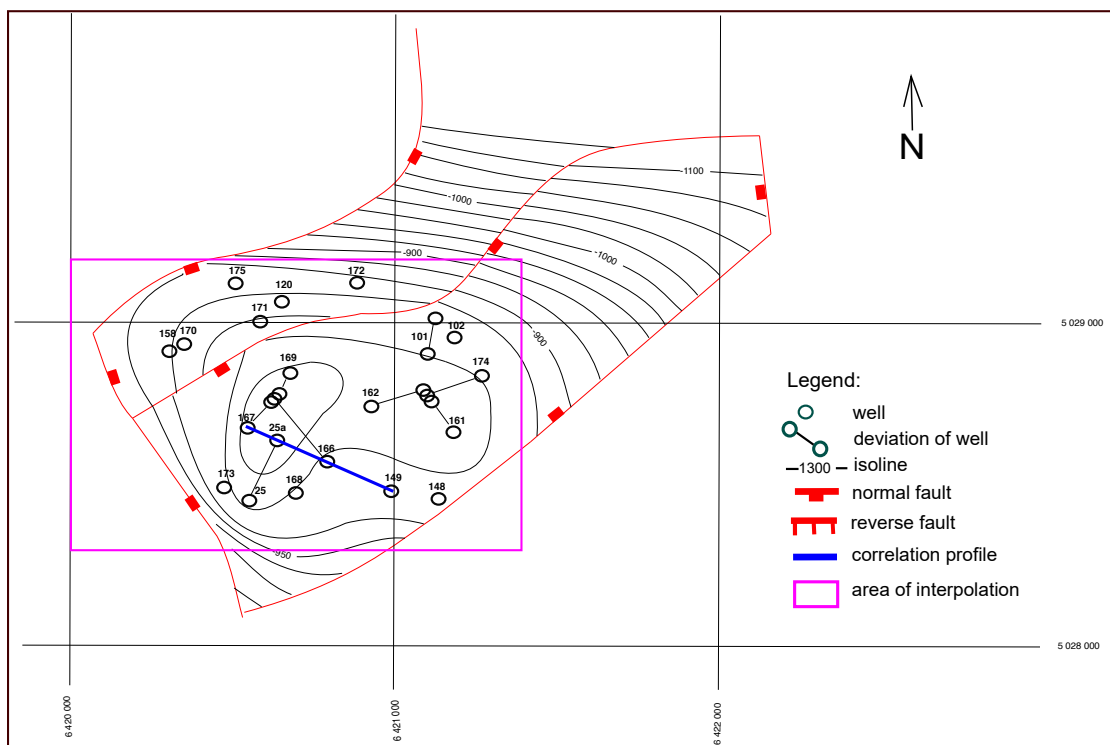 N
-1100
-1000
-900
-1000
175
172
120
171
158
170
101
102
-900
5 029 000
169
174
162
167
25a
161
166
173
25
168
149
148
-950
Legend:
well
deviation of well
—1300 — isoline
normal fault
reverse fault
correlation profile
area of interpolation
5 028 000
6 420 000
6 421 000
6 422 000